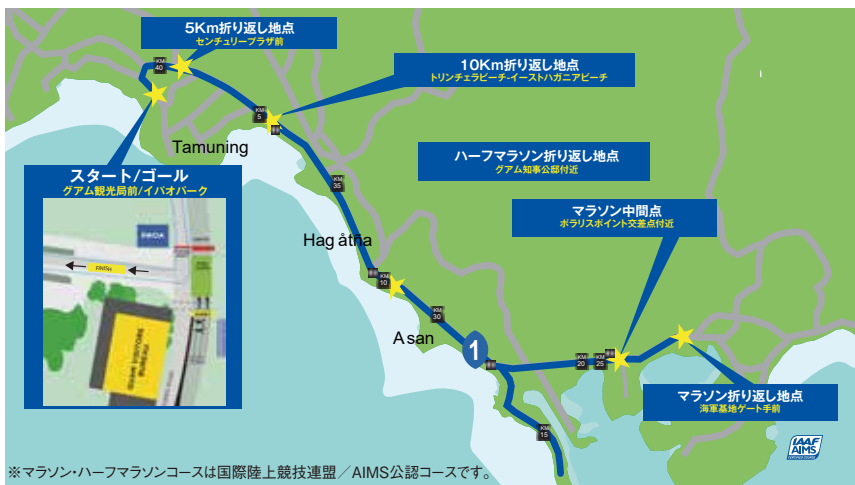 5Km折り返し地点
センチュリープラザ前
10Km折り返し地点
トリンチェラビーチ-イーストハガニアビーチ
KM
40
KM
5
Tamuning
スタート/ゴール
グアム観光局前/イパオパーク
ハーフマラソン折り返し地点
グアム知事公邸付近
KM
35
マラソン中間点
ポラリスポイント交差点付近
Hag åtña
FINISH
KM
10
KM
30
Asan
1
KM
20
KM
25
マラソン折り返し地点
海軍基地ゲート手前
KM
15
IAAF
AIMS
※マラソン・ハーフマラソンコースは国際陸上競技連盟／AIMS公認コースです。